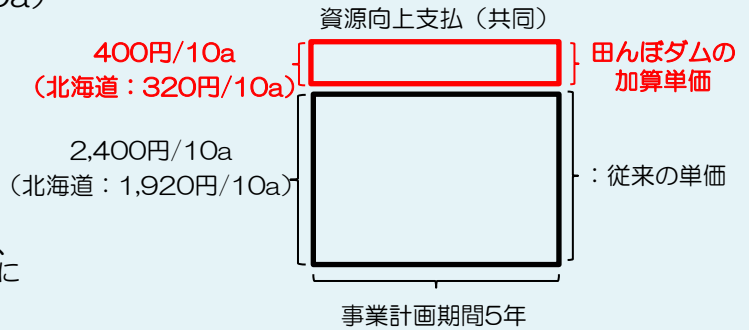 a）
資源向上支払（共同）
400円/10a
（北海道：320円/10a）
田んぼダムの
加算単価
2,400円/10a
（北海道：1,920円/10a）
：従来の単価
に
事業計画期間5年